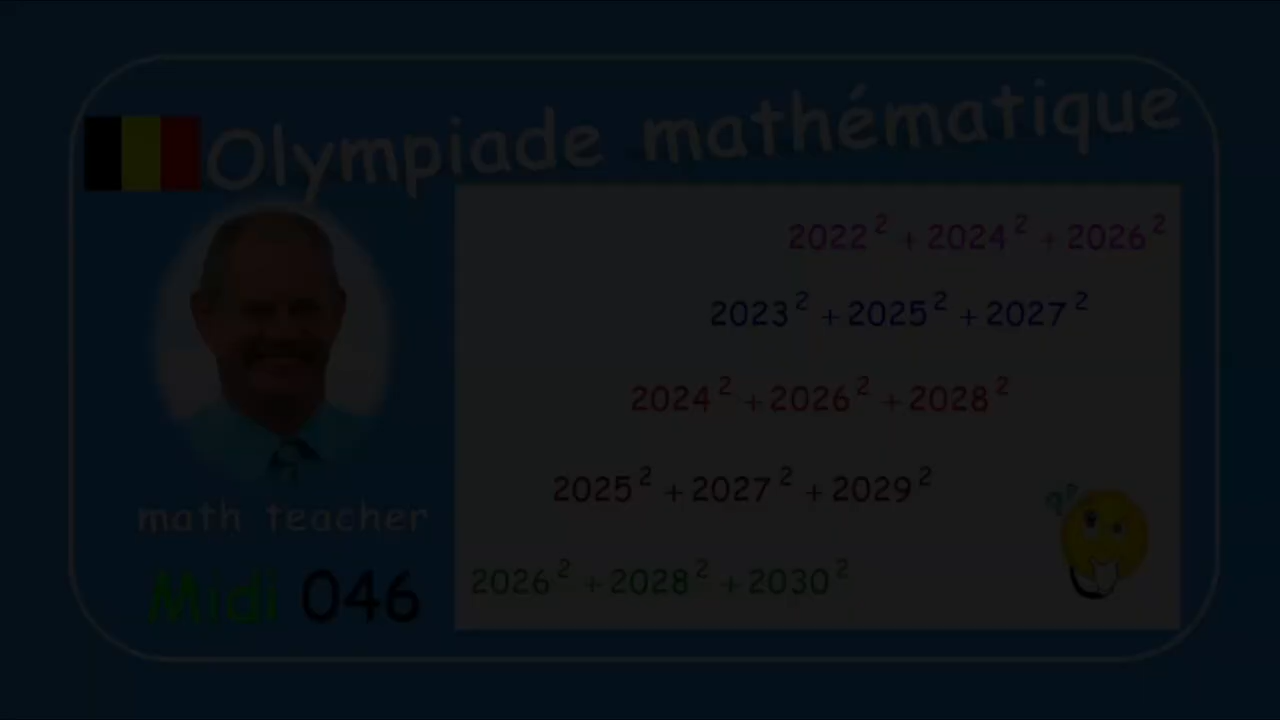 Olympiade mathématique
2022² + 2024² + 2026²
2023² + 2025² + 2027²
2024² + 2026² + 2028²
2025² + 2027² + 2029²
2026² + 2028² + 2030²
math teacher
Midi 046